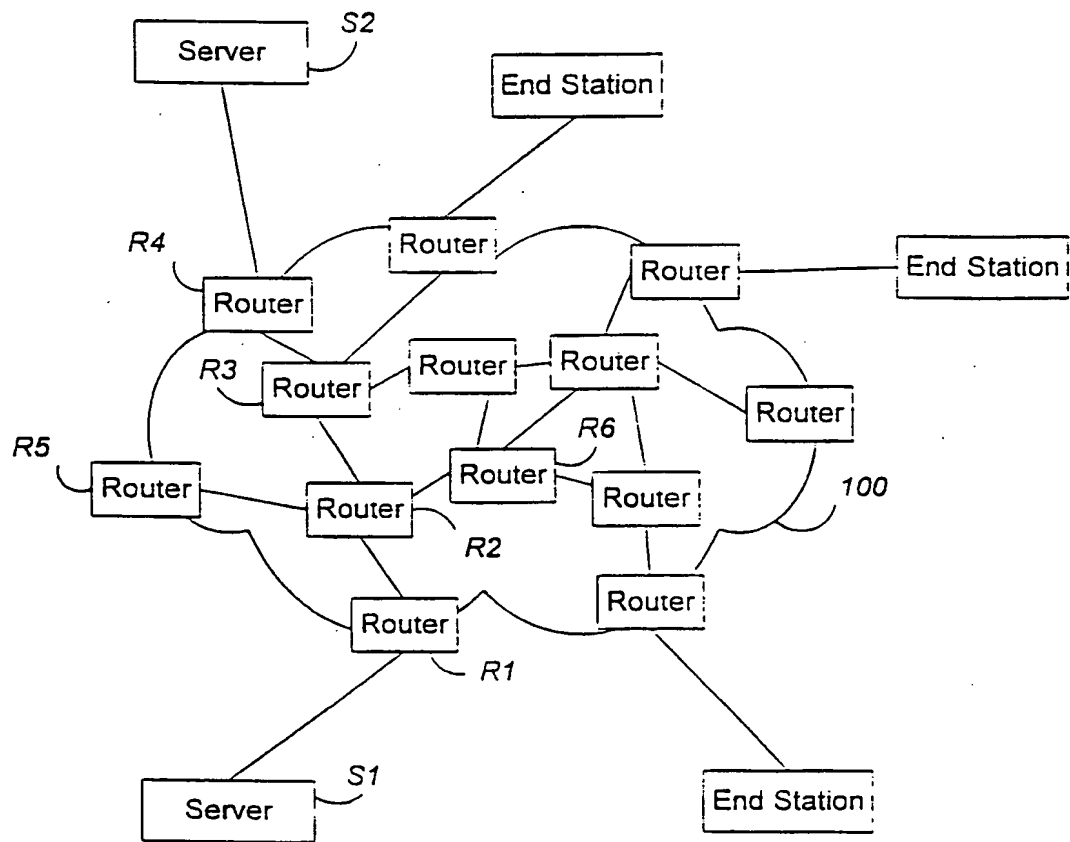 S2
Server
End Station
Router
R4
Router
End Station
Router
Router
Router
R3
Router
Router
R6
R5
Router
Router
100
Router
Router
R2
Router
Router
R1
S1
Server
End Station